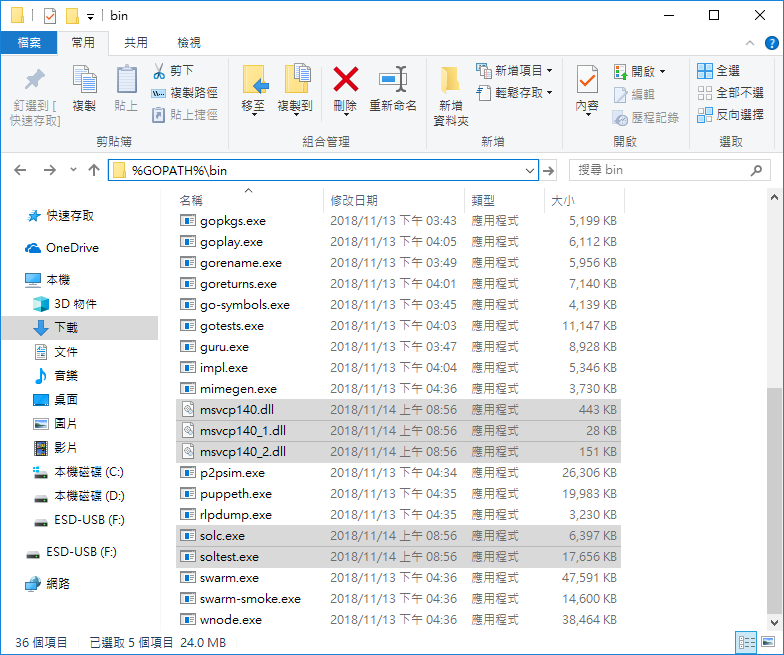 bin
檔案 常用 共用 檢視
釘選到 [快速存取] 複製 貼上 剪下 複製路徑 貼上捷徑 移至 複製到 刪除 重新命名 新增資料夾 新增項目 輕鬆存取 內容 開啟 編輯 歷程記錄 全選 全部不選 反向選擇
剪貼簿 組合管理 新增 開啟 選取
%GOPATH%\bin 搜尋 bin
快速存取
OneDrive
本機
3D 物件
下載
文件
音樂
桌面
圖片
影片
本機磁碟 (C:)
本機磁碟 (D:)
ESD-USB (F:)
ESD-USB (F:)
網路
名稱 修改日期 類型 大小
gopkgs.exe 2018/11/13 下午 03:43 應用程式 5,199 KB
goplay.exe 2018/11/13 下午 04:05 應用程式 6,112 KB
gorename.exe 2018/11/13 下午 03:49 應用程式 5,956 KB
goreturns.exe 2018/11/13 下午 04:01 應用程式 7,140 KB
go-symbols.exe 2018/11/13 下午 03:45 應用程式 4,139 KB
gotests.exe 2018/11/13 下午 04:03 應用程式 11,147 KB
guru.exe 2018/11/13 下午 03:47 應用程式 8,928 KB
impl.exe 2018/11/13 下午 04:04 應用程式 5,346 KB
mimegen.exe 2018/11/13 下午 04:36 應用程式 3,730 KB
msvcp140.dll 2018/11/14 上午 08:56 應用程式 443 KB
msvcp140_1.dll 2018/11/14 上午 08:56 應用程式 28 KB
msvcp140_2.dll 2018/11/14 上午 08:56 應用程式 151 KB
p2psim.exe 2018/11/13 下午 04:34 應用程式 26,306 KB
puppeth.exe 2018/11/13 下午 04:35 應用程式 19,983 KB
rlpdump.exe 2018/11/13 下午 04:35 應用程式 3,230 KB
solc.exe 2018/11/14 上午 08:56 應用程式 6,397 KB
soltest.exe 2018/11/14 上午 08:56 應用程式 17,656 KB
swarm.exe 2018/11/13 下午 04:36 應用程式 47,591 KB
swarm-smoke.exe 2018/11/13 下午 04:36 應用程式 14,600 KB
wnode.exe 2018/11/13 下午 04:36 應用程式 38,464 KB
36 個項目 已選取 5 個項目 24.0 MB